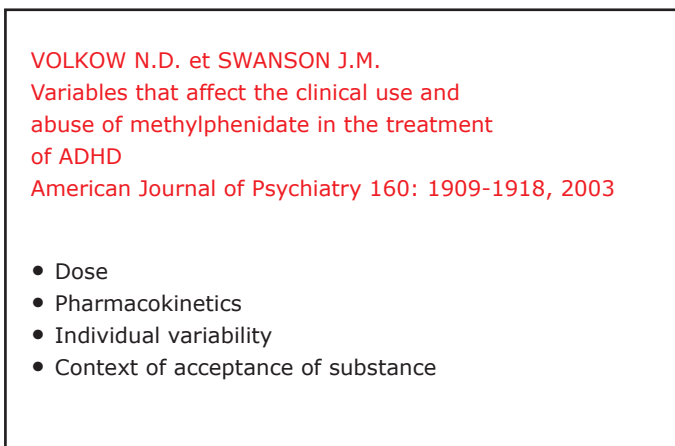 VOLKOW N.D. et SWANSON J.M.
Variables that affect the clinical use and
abuse of methylphenidate in the treatment
of ADHD
American Journal of Psychiatry 160: 1909-1918, 2003
• Dose
• Pharmacokinetics
• Individual variability
• Context of acceptance of substance